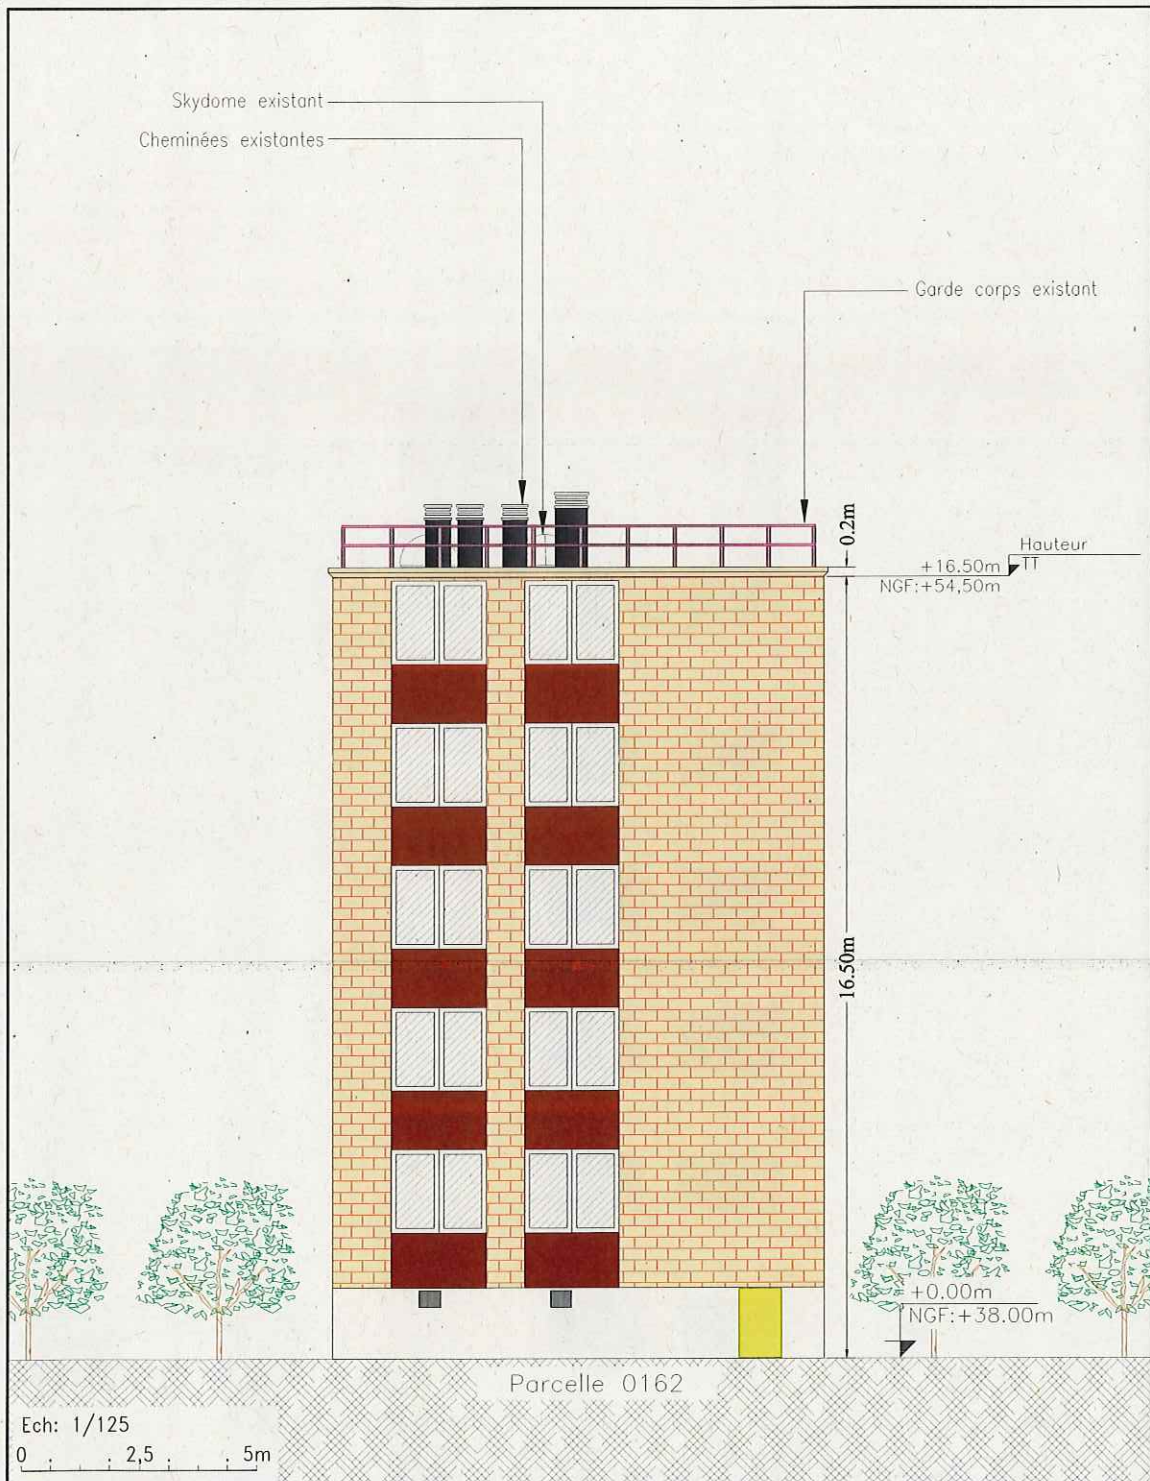 Skydome existant
Cheminées existantes
Garde corps existant
0.2m
Hauteur
TT
+16.50m
NGF:+54,50m
16.50m
+0.00m
NGF:+38.00m
Parcelle 0162
Ech: 1/125
0 2,5 5m